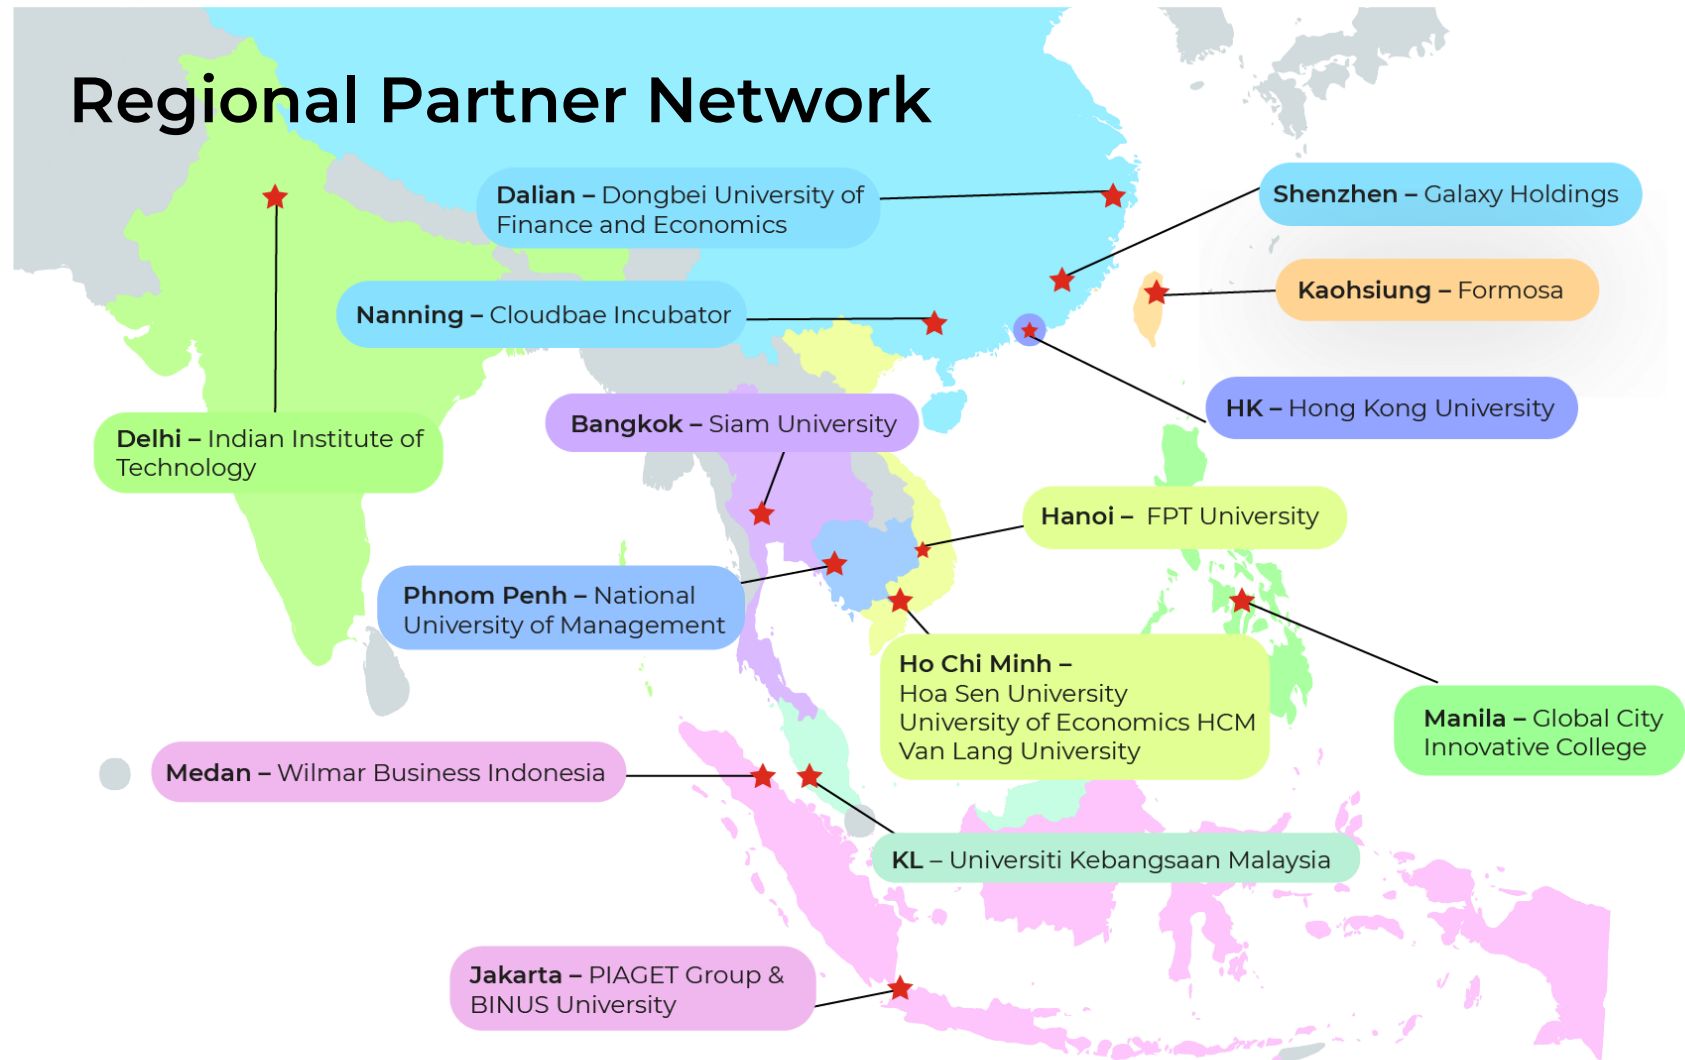 Regional Partner Network
Dalian – Dongbei University of
Finance and Economics
Shenzhen – Galaxy Holdings
Kaohsiung – Formosa
Nanning – Cloudbae Incubator
HK – Hong Kong University
Bangkok – Siam University
Delhi – Indian Institute of
Technology
Hanoi – FPT University
Phnom Penh – National
University of Management
Ho Chi Minh –
Hoa Sen University
University of Economics HCM
Van Lang University
Manila – Global City
Innovative College
Medan – Wilmar Business Indonesia
KL – Universiti Kebangsaan Malaysia
Jakarta – PIAGET Group &
BINUS University